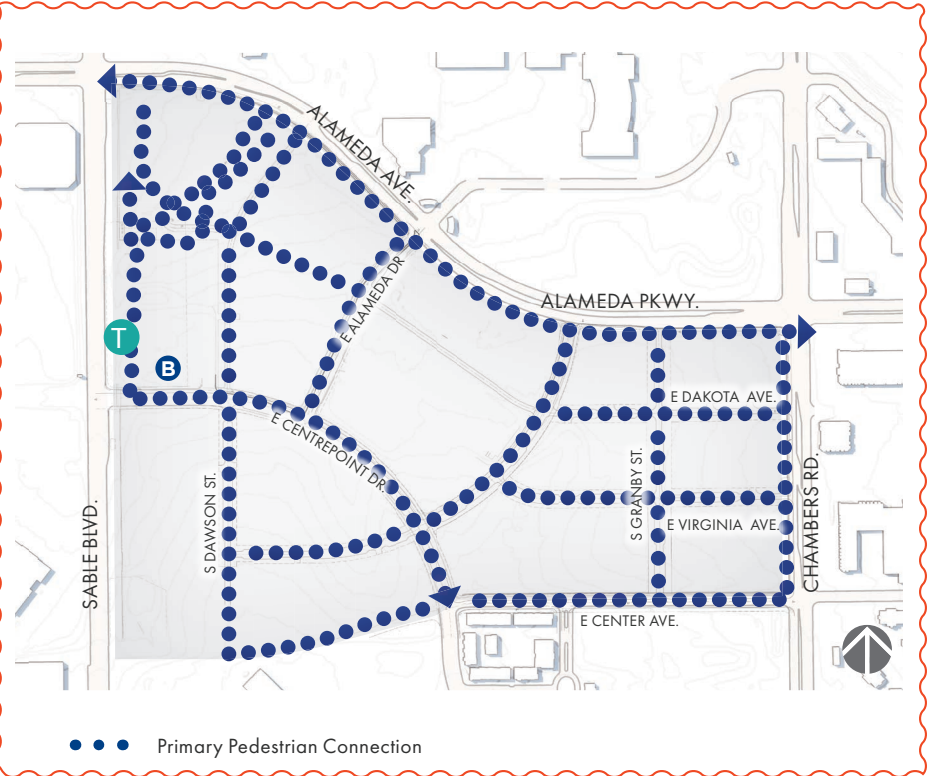 ALAMEDA AVE.
E ALAMEDA DR
ALAMEDA PKWY.
T
B
E DAKOTA AVE.
E CENTREPOINT DR.
S DAWSON ST.
S GRANBY ST.
CHAMBERS RD.
SABLE BLVD.
E VIRGINIA AVE.
E CENTER AVE.
Primary Pedestrian Connection